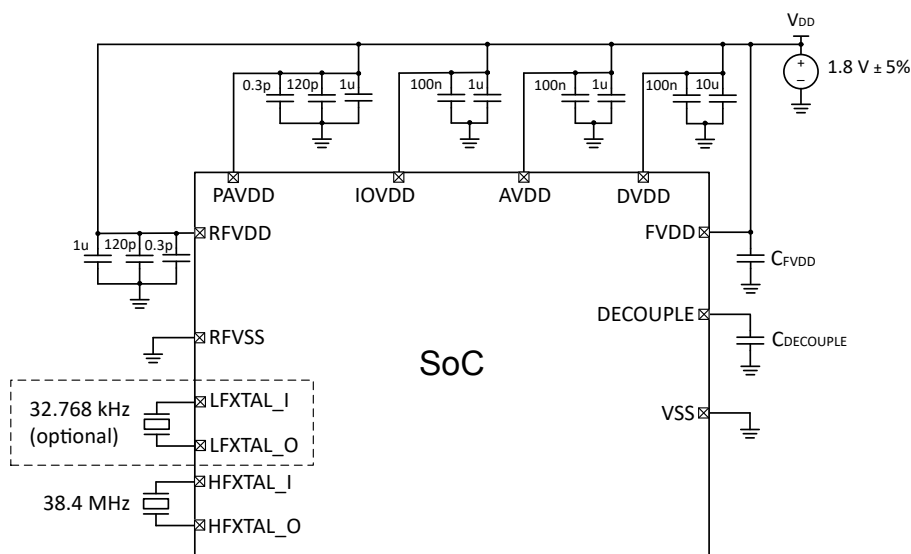 VDD
1.8 V ± 5%
0.3p 120p 1u 100n 1u 100n 1u 100n 10u
PAVDD IOVDD AVDD DVDD
RFVDD FVDD
1u 120p 0.3p
CFVDD
DECOUPLE
RFVSS
CDECOUPLE
SoC
32.768 kHz LFXTAL_I
VSS
(optional) LFXTAL_O
HFXTAL_I
38.4 MHz
HFXTAL_O